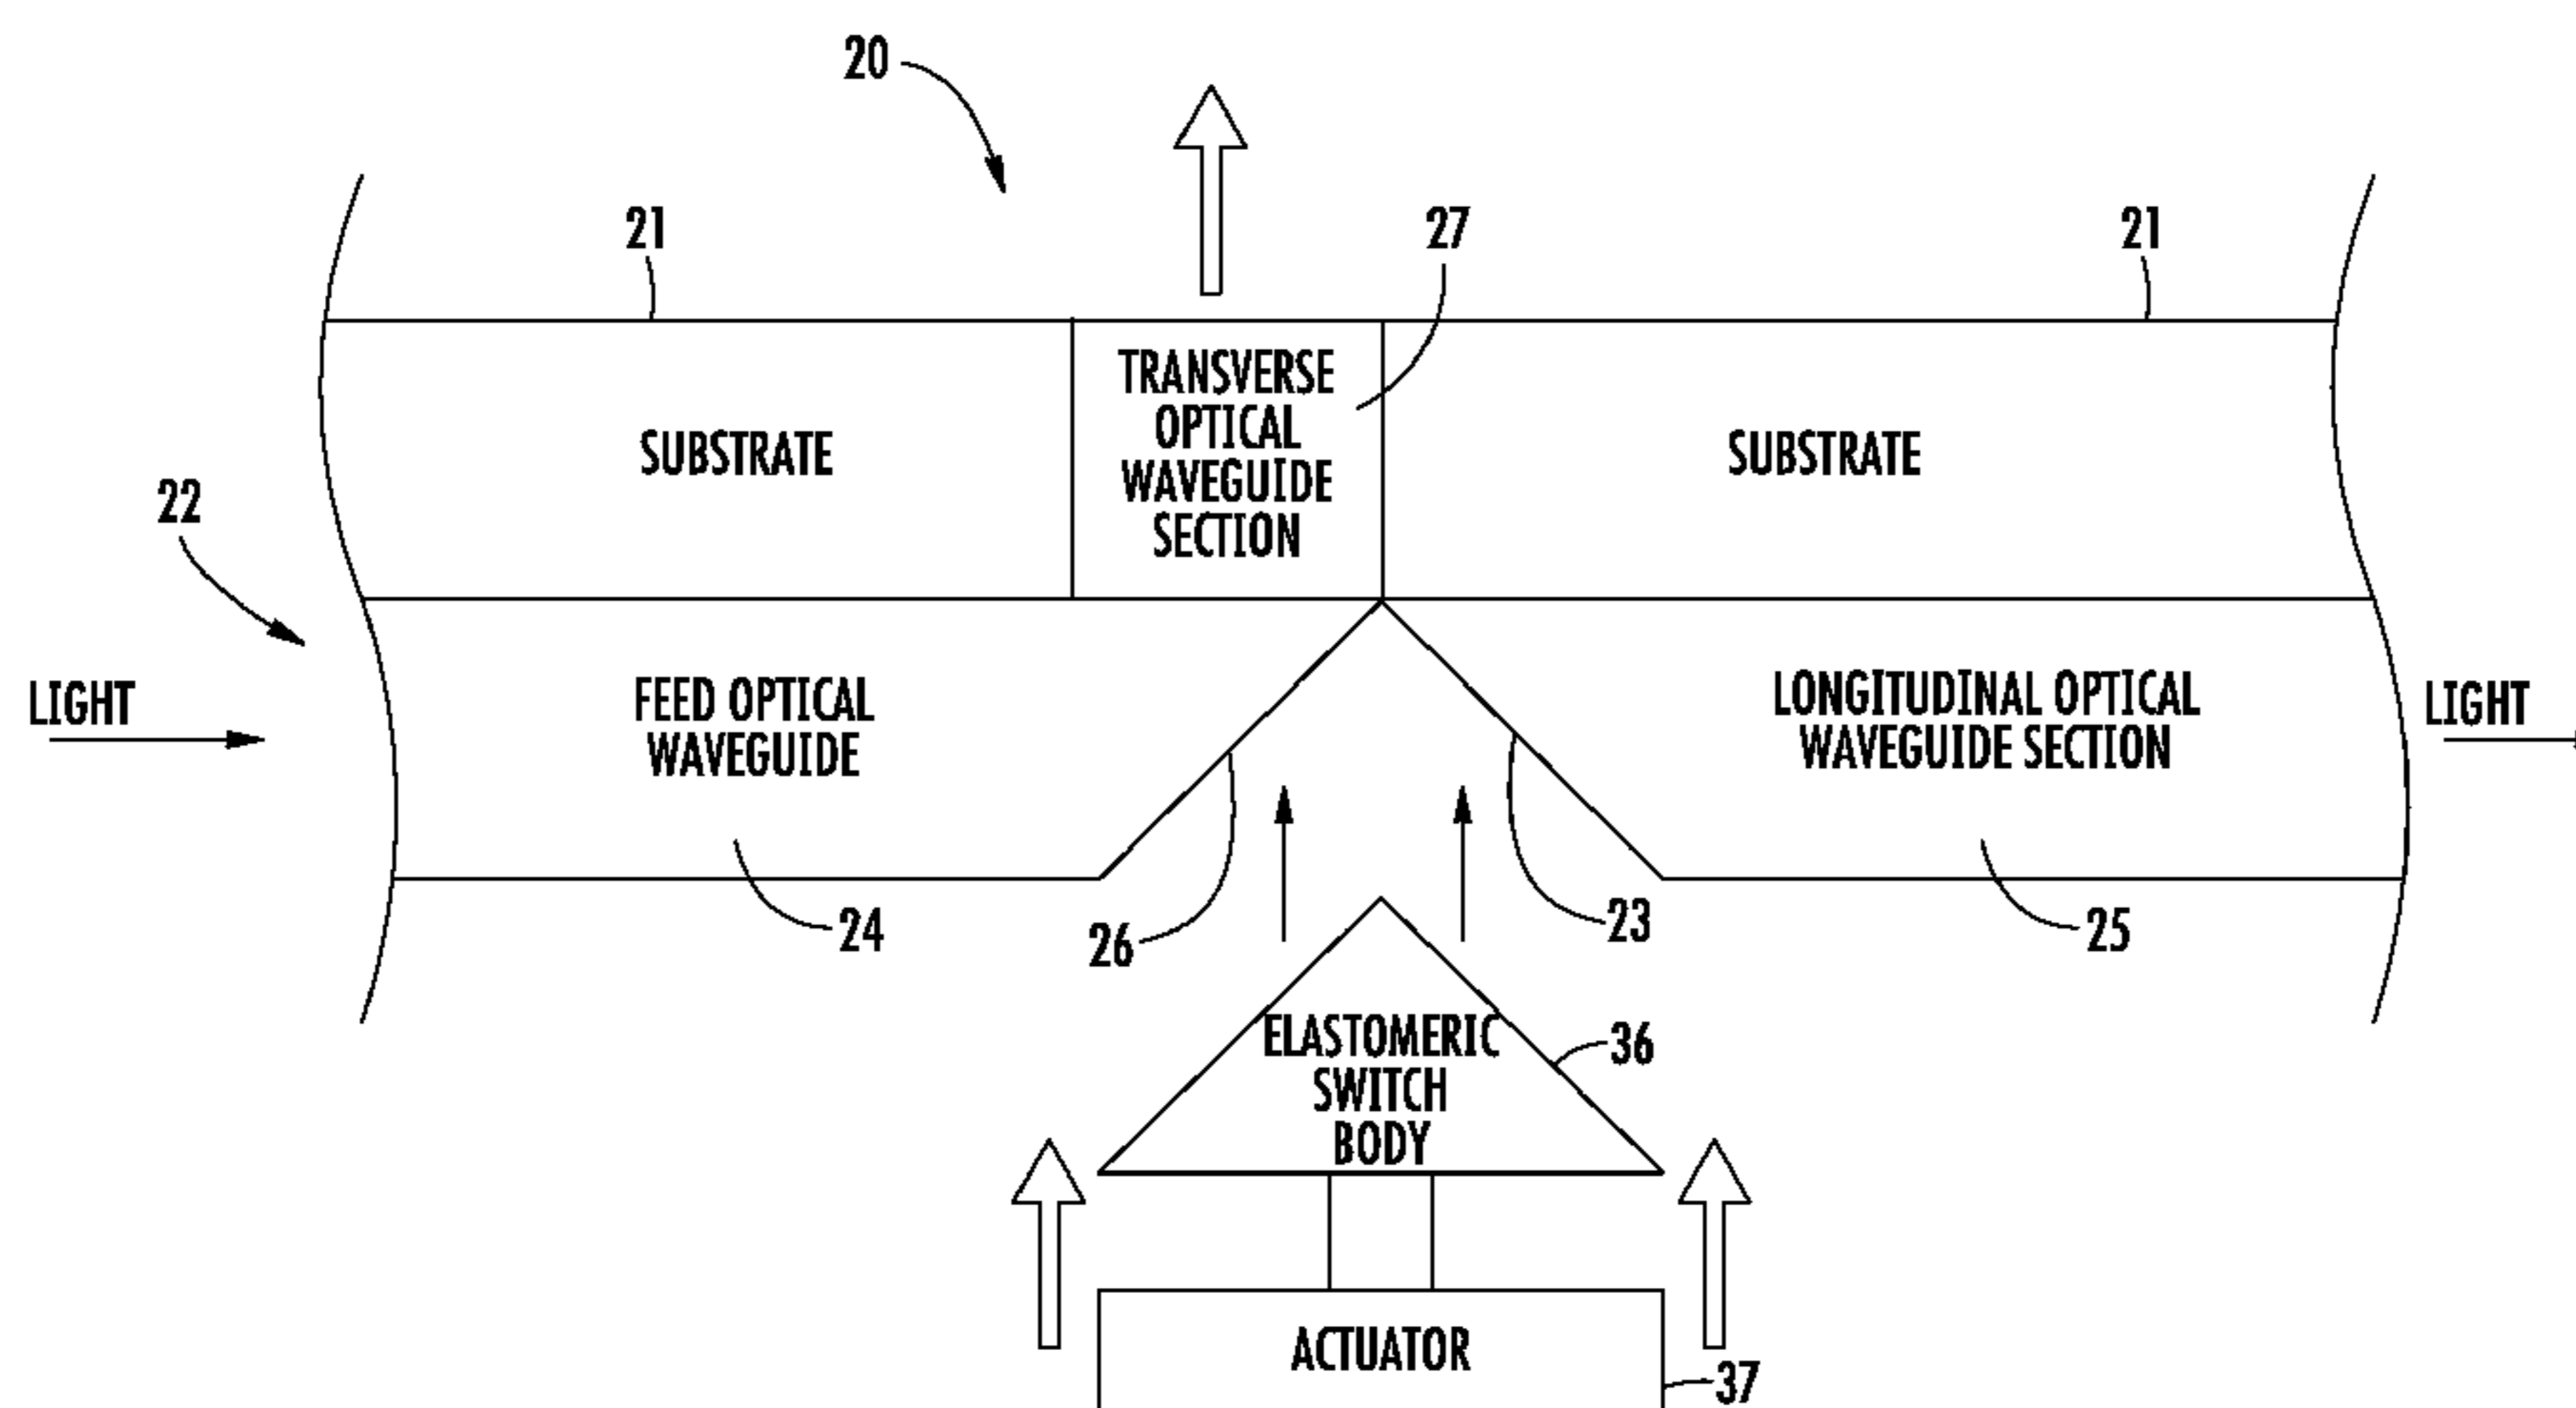 20
21
27
21
TRANSVERSE
OPTICAL
WAVEGUIDE
SECTION
SUBSTRATE
SUBSTRATE
22
LIGHT
FEED OPTICAL
WAVEGUIDE
LONGITUDINAL OPTICAL
WAVEGUIDE SECTION
LIGHT
24
26
23
25
ELASTOMERIC
SWITCH
BODY
36
ACTUATOR
37